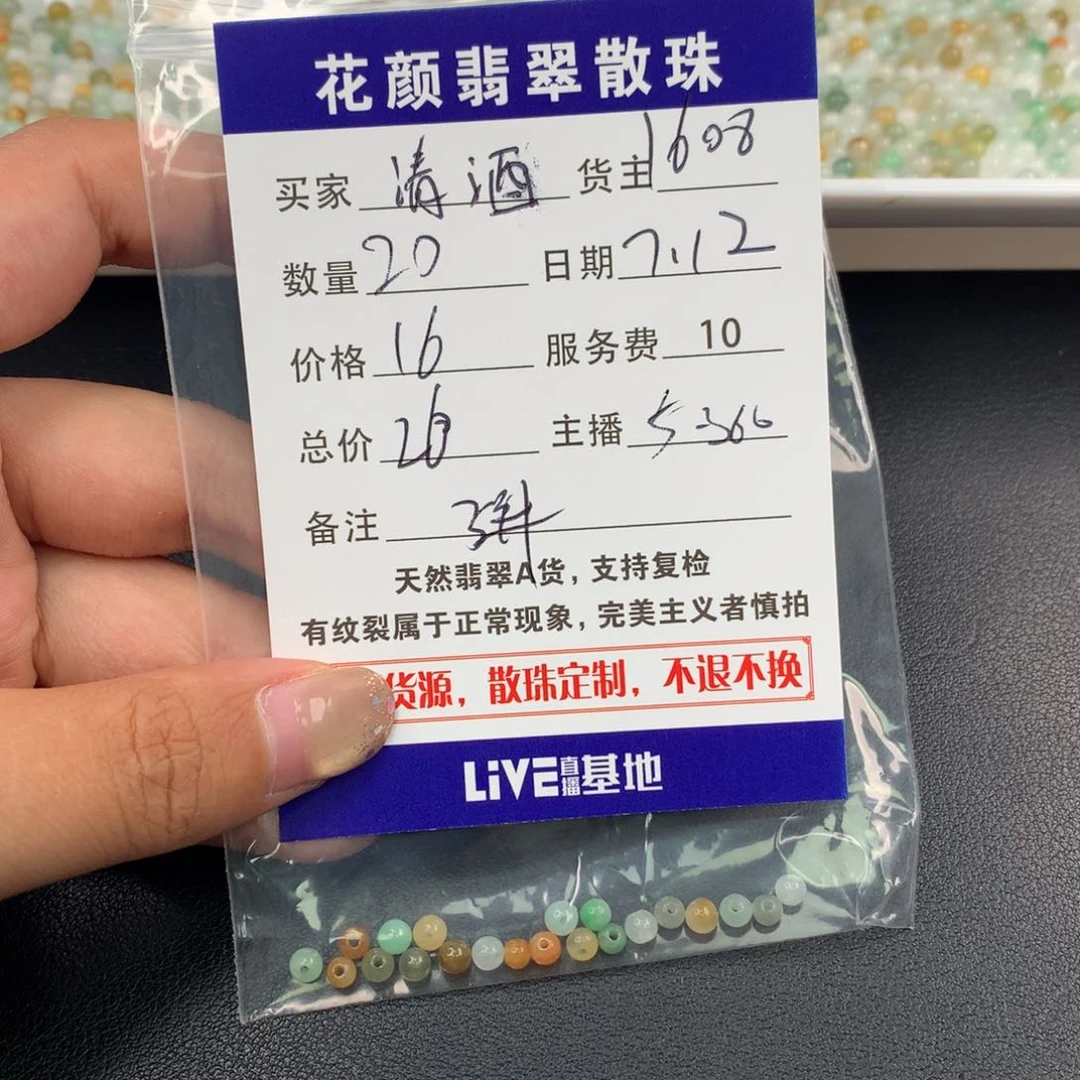 花颜翡翠散珠
买家 清酒 货主 1608
数量 20 日期 7.12
价格 16 服务费 10
总价 26 主播
备注
天然翡翠A货，支持复检
有纹裂属于正常现象，完美主义者慎拍
货源，散珠定制，不退不换
LiVE直播基地